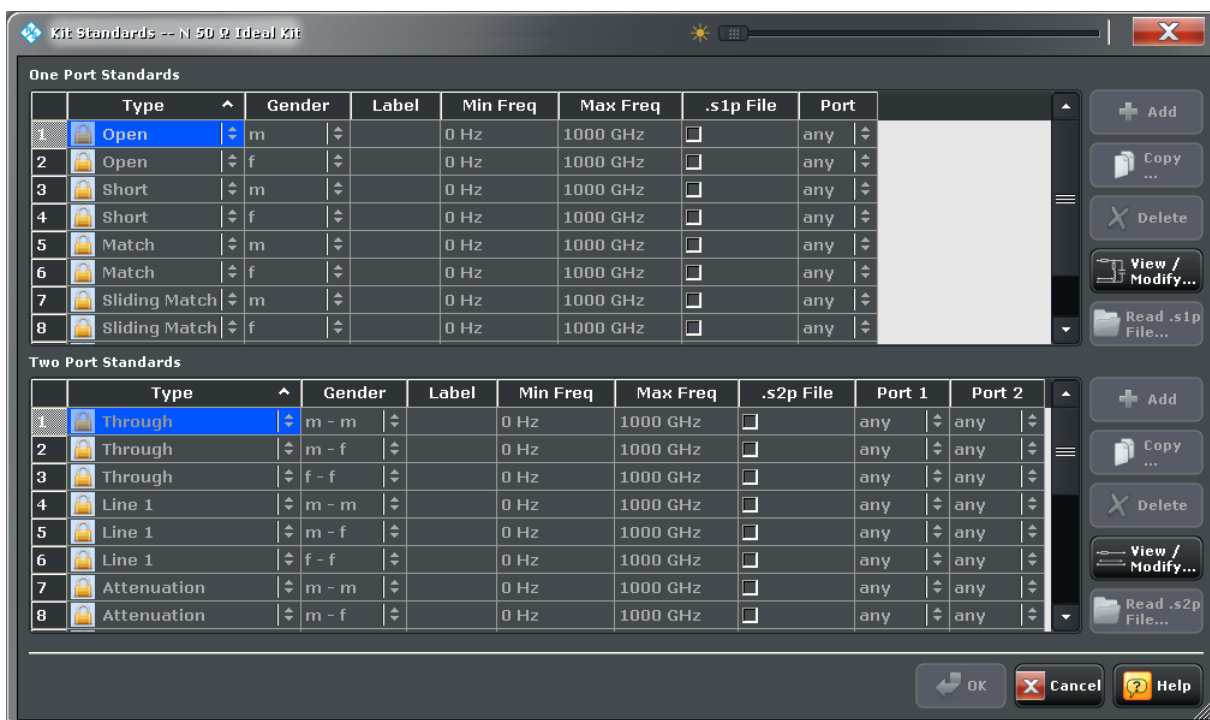 Kit Standards -- N 50 Ω Ideal Kit
One Port Standards
Type Gender Label Min Freq Max Freq .s1p File Port
1 Open m 0 Hz 1000 GHz any
2 Open f 0 Hz 1000 GHz any
3 Short m 0 Hz 1000 GHz any
4 Short f 0 Hz 1000 GHz any
5 Match m 0 Hz 1000 GHz any
6 Match f 0 Hz 1000 GHz any
7 Sliding Match m 0 Hz 1000 GHz any
8 Sliding Match f 0 Hz 1000 GHz any
Add
Copy
...
Delete
View /
Modify...
Read .s1p
File...
Two Port Standards
Type Gender Label Min Freq Max Freq .s2p File Port 1 Port 2
1 Through m - m 0 Hz 1000 GHz any any
2 Through m - f 0 Hz 1000 GHz any any
3 Through f - f 0 Hz 1000 GHz any any
4 Line 1 m - m 0 Hz 1000 GHz any any
5 Line 1 m - f 0 Hz 1000 GHz any any
6 Line 1 f - f 0 Hz 1000 GHz any any
7 Attenuation m - m 0 Hz 1000 GHz any any
8 Attenuation m - f 0 Hz 1000 GHz any any
Add
Copy
...
Delete
View /
Modify...
Read .s2p
File...
OK
Cancel
Help